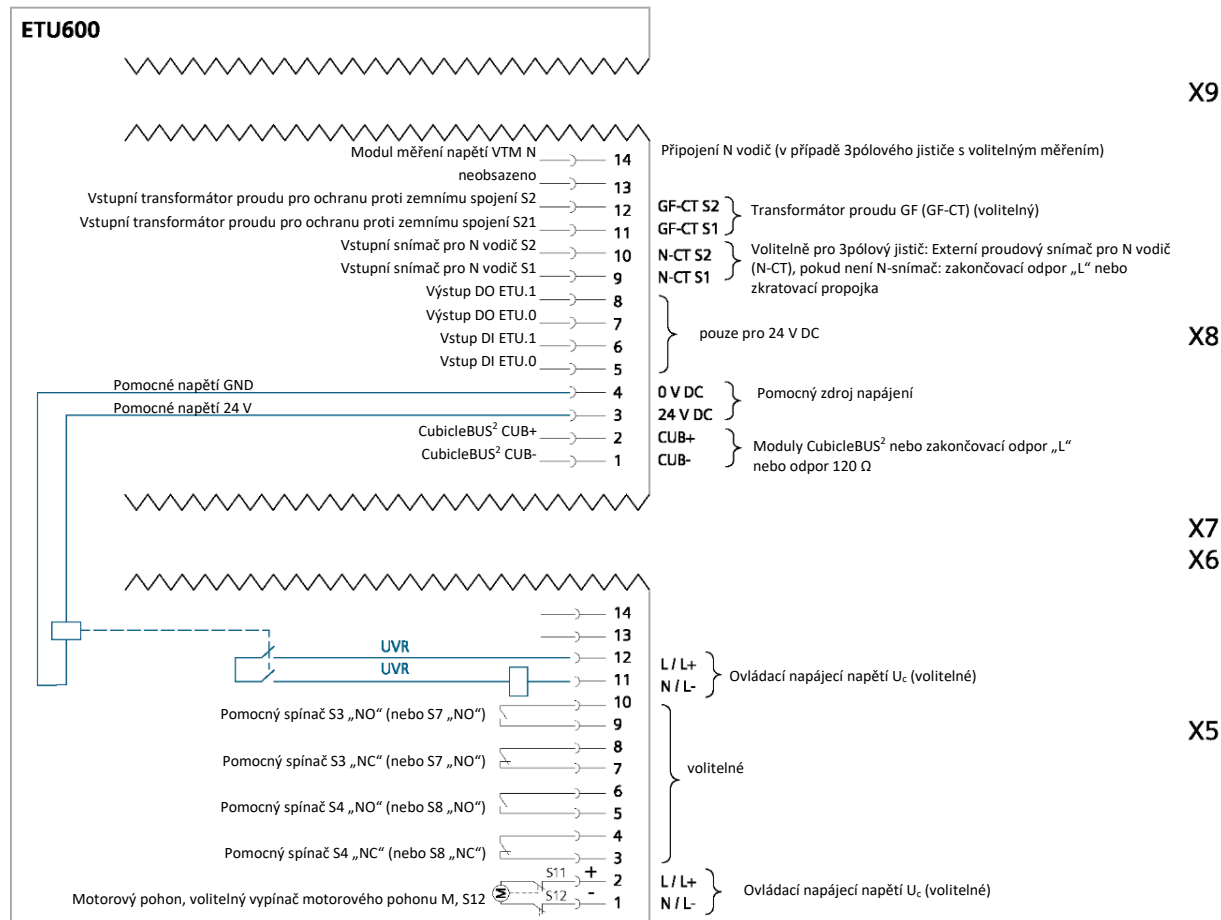 ETU600
X9
Modul měření napětí VTM N 14 Připojení N vodič (v případě 3pólového jističe s volitelným měřením)
neobsazeno 13
Vstupní transformátor proudu pro ochranu proti zemnímu spojení S2 12 GF-CT S2
Transformátor proudu GF (GF-CT) (volitelný)
Vstupní transformátor proudu pro ochranu proti zemnímu spojení S21 11 GF-CT S1
Vstupní snímač pro N vodič S2 10 N-CT S2
Vstupní snímač pro N vodič S1 9 N-CT S1
Volitelně pro 3pólový jistič: Externí proudový snímač pro N vodič
(N-CT), pokud není N-snímač: zakončovací odpor „L“ nebo
zkratovací propojka
Výstup DO ETU.1 8
Výstup DO ETU.0 7
Vstup DI ETU.1 6
Vstup DI ETU.0 5
pouze pro 24 V DC
X8
Pomocné napětí GND 4 0 V DC
Pomocné napětí 24 V 3 24 V DC
Pomocný zdroj napájení
CubicleBUS² CUB+ 2 CUB+
CubicleBUS² CUB- 1 CUB-
Moduly CubicleBUS² nebo zakončovací odpor „L“
nebo odpor 120 Ω
X7
X6
14
13
UVR 12 L / L+
UVR 11 N / L-
Ovládací napájecí napětí Uc (volitelné)
10
Pomocný spínač S3 „NO“ (nebo S7 „NO“)
9
8
Pomocný spínač S3 „NC“ (nebo S7 „NO“)
7
6
Pomocný spínač S4 „NO“ (nebo S8 „NO“)
5
4
Pomocný spínač S4 „NC“ (nebo S8 „NC“)
3
volitelné
X5
S11 + 2 L / L+
Motorový pohon, volitelný vypínač motorového pohonu M, S12 M S12 - 1 N / L-
Ovládací napájecí napětí Uc (volitelné)